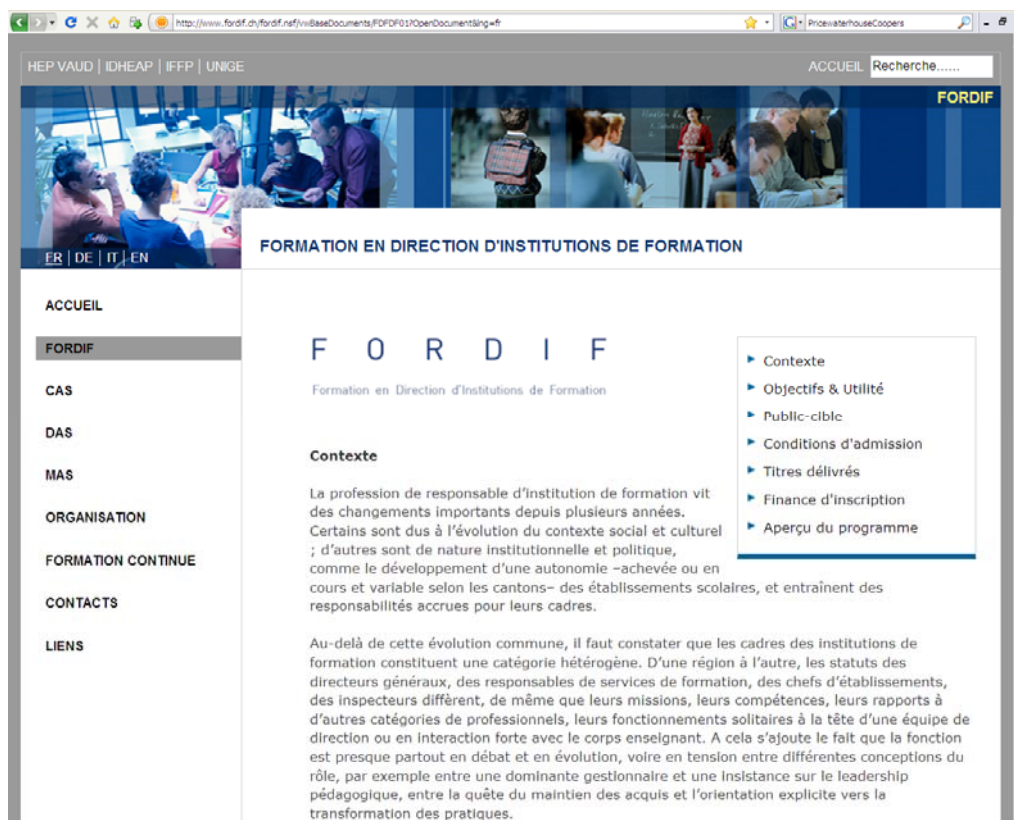 http://www.fordif.ch/fordif.nsf/vwBaseDocuments/FDFDF01?OpenDocument&lng=fr
PricewaterhouseCoopers
HEP VAUD | IDHEAP | IFFP | UNIGE
ACCUEIL Recherche......
FORDIF
FR | DE | IT | EN
FORMATION EN DIRECTION D'INSTITUTIONS DE FORMATION
ACCUEIL
FORDIF
CAS
DAS
MAS
ORGANISATION
FORMATION CONTINUE
CONTACTS
LIENS
F O R D I F
Formation en Direction d'Institutions de Formation
Contexte
Objectifs & Utilité
Public-cible
Conditions d'admission
Titres délivrés
Finance d'inscription
Aperçu du programme
Contexte
La profession de responsable d'institution de formation vit
des changements importants depuis plusieurs années.
Certains sont dus à l'évolution du contexte social et culturel
; d'autres sont de nature institutionnelle et politique,
comme le développement d'une autonomie –achevée ou en
cours et variable selon les cantons– des établissements scolaires, et entraînent des
responsabilités accrues pour leurs cadres.
Au-delà de cette évolution commune, il faut constater que les cadres des institutions de
formation constituent une catégorie hétérogène. D'une région à l'autre, les statuts des
directeurs généraux, des responsables de services de formation, des chefs d'établissements,
des inspecteurs diffèrent, de même que leurs missions, leurs compétences, leurs rapports à
d'autres catégories de professionnels, leurs fonctionnements solitaires à la tête d'une équipe de
direction ou en interaction forte avec le corps enseignant. A cela s'ajoute le fait que la fonction
est presque partout en débat et en évolution, voire en tension entre différentes conceptions du
rôle, par exemple entre une dominante gestionnaire et une insistance sur le leadership
pédagogique, entre la quête du maintien des acquis et l'orientation explicite vers la
transformation des pratiques.